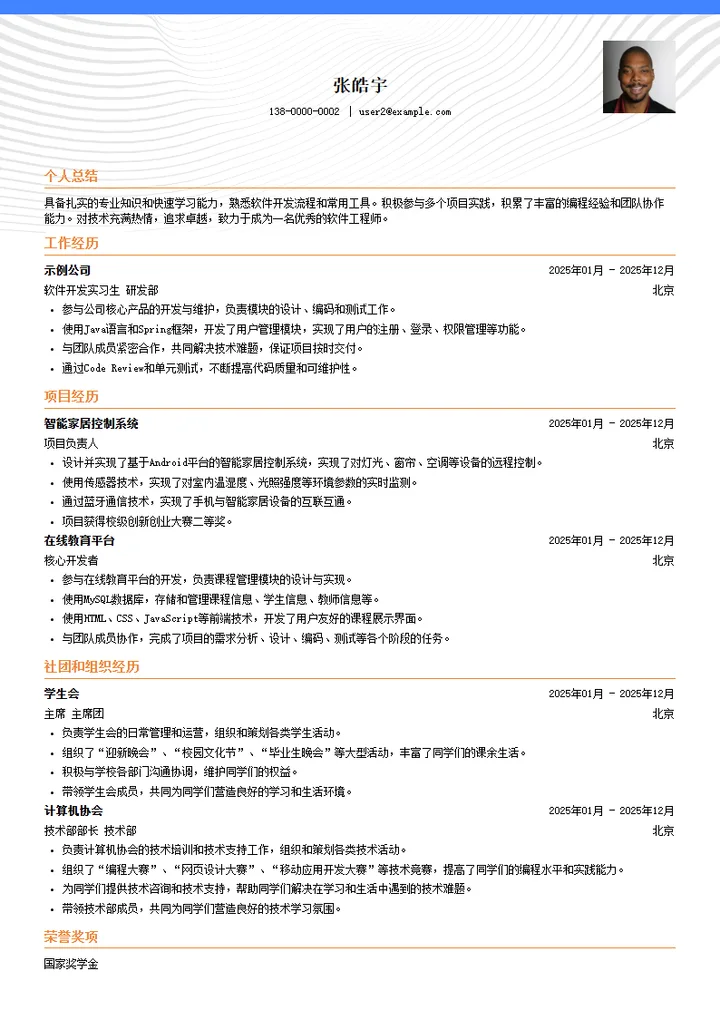 张皓宇
138-0000-0002 | user2@example.com
个人总结
具备扎实的专业知识和快速学习能力，熟悉软件开发流程和常用工具。积极参与多个项目实践，积累了丰富的编程经验和团队协作
能力。对技术充满热情，追求卓越，致力于成为一名优秀的软件工程师。
工作经历
示例公司 2025年01月 - 2025年12月
软件开发实习生 研发部 北京
• 参与公司核心产品的开发与维护，负责模块的设计、编码和测试工作。
• 使用Java语言和Spring框架，开发了用户管理模块，实现了用户的注册、登录、权限管理等功能。
• 与团队成员紧密合作，共同解决技术难题，保证项目按时交付。
• 通过Code Review和单元测试，不断提高代码质量和可维护性。
项目经历
智能家居控制系统 2025年01月 - 2025年12月
项目负责人 北京
• 设计并实现了基于Android平台的智能家居控制系统，实现了对灯光、窗帘、空调等设备的远程控制。
• 使用传感器技术，实现了对室内温湿度、光照强度等环境参数的实时监测。
• 通过蓝牙通信技术，实现了手机与智能家居设备的互联互通。
• 项目获得校级创新创业大赛二等奖。
在线教育平台 2025年01月 - 2025年12月
核心开发者 北京
• 参与在线教育平台的开发，负责课程管理模块的设计与实现。
• 使用MySQL数据库，存储和管理课程信息、学生信息、教师信息等。
• 使用HTML、CSS、JavaScript等前端技术，开发了用户友好的课程展示界面。
• 与团队成员协作，完成了项目的需求分析、设计、编码、测试等各个阶段的任务。
社团和组织经历
学生会 2025年01月 - 2025年12月
主席 主席团 北京
• 负责学生会的日常管理和运营，组织和策划各类学生活动。
• 组织了“迎新晚会”、“校园文化节”、“毕业生晚会”等大型活动，丰富了同学们的课余生活。
• 积极与学校各部门沟通协调，维护同学们的权益。
• 带领学生会成员，共同为同学们营造良好的学习和生活环境。
计算机协会 2025年01月 - 2025年12月
技术部部长 技术部 北京
• 负责计算机协会的技术培训和技术支持工作，组织和策划各类技术活动。
• 组织了“编程大赛”、“网页设计大赛”、“移动应用开发大赛”等技术竞赛，提高了同学们的编程水平和实践能力。
• 为同学们提供技术咨询和技术支持，帮助同学们解决在学习和生活中遇到的技术难题。
• 带领技术部成员，共同为同学们营造良好的技术学习氛围。
荣誉奖项
国家奖学金